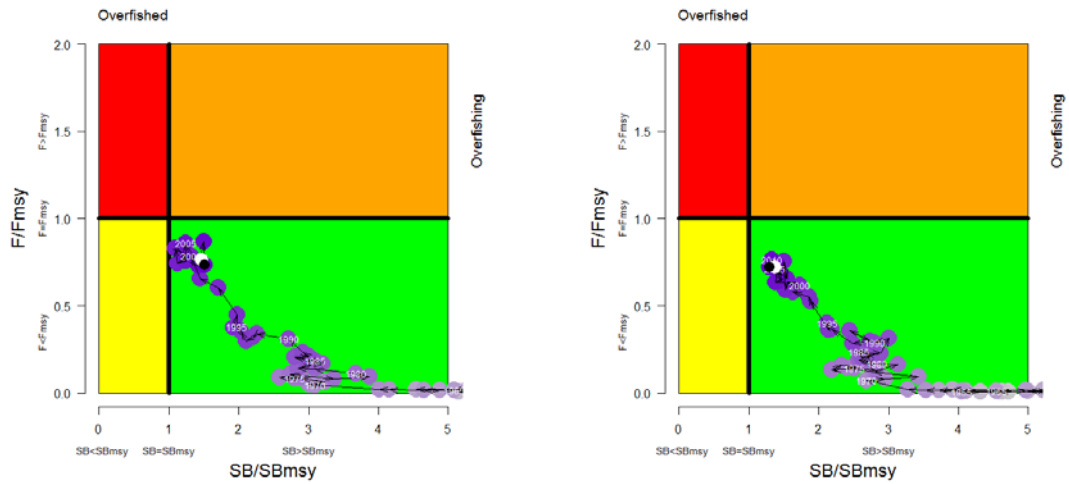 Overfished
2.0
1.5
1.0
0.5
0.0
F>Fmsy
F=Fmsy
F<Fmsy
F/Fmsy
Overfishing
2005
1995
1990
1985
1980
1975
1970
0
1
2
3
4
5
SB<SBmsy
SB=SBmsy
SB>SBmsy
SB/SBmsy
Overfished
2.0
1.5
1.0
0.5
0.0
F>Fmsy
F=Fmsy
F<Fmsy
F/Fmsy
Overfishing
2010
2000
1995
1990
1985
1980
1975
1970
0
1
2
3
4
5
SB<SBmsy
SB=SBmsy
SB>SBmsy
SB/SBmsy